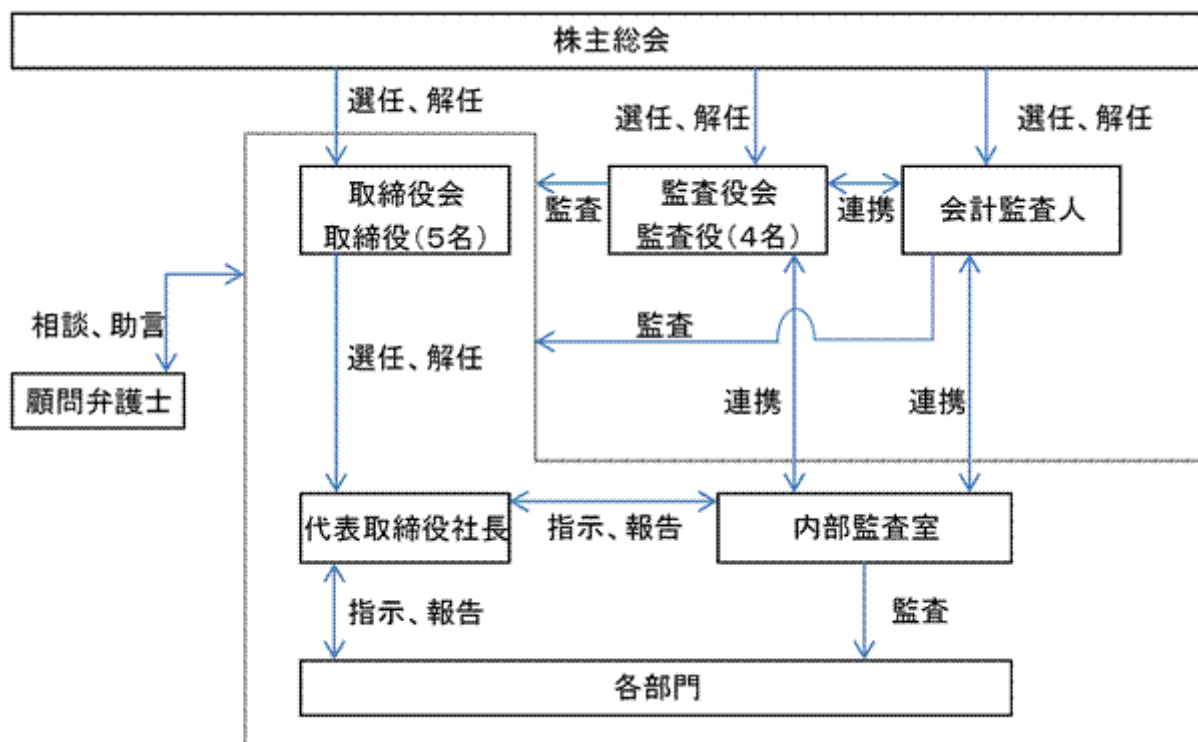 株主総会
選任、解任
選任、解任
選任、解任
取締役会
取締役(5名)
監査
監査役会
監査役(4名)
連携
会計監査人
相談、助言
監査
選任、解任
顧問弁護士
連携
連携
代表取締役社長
指示、報告
内部監査室
指示、報告
監査
各部門